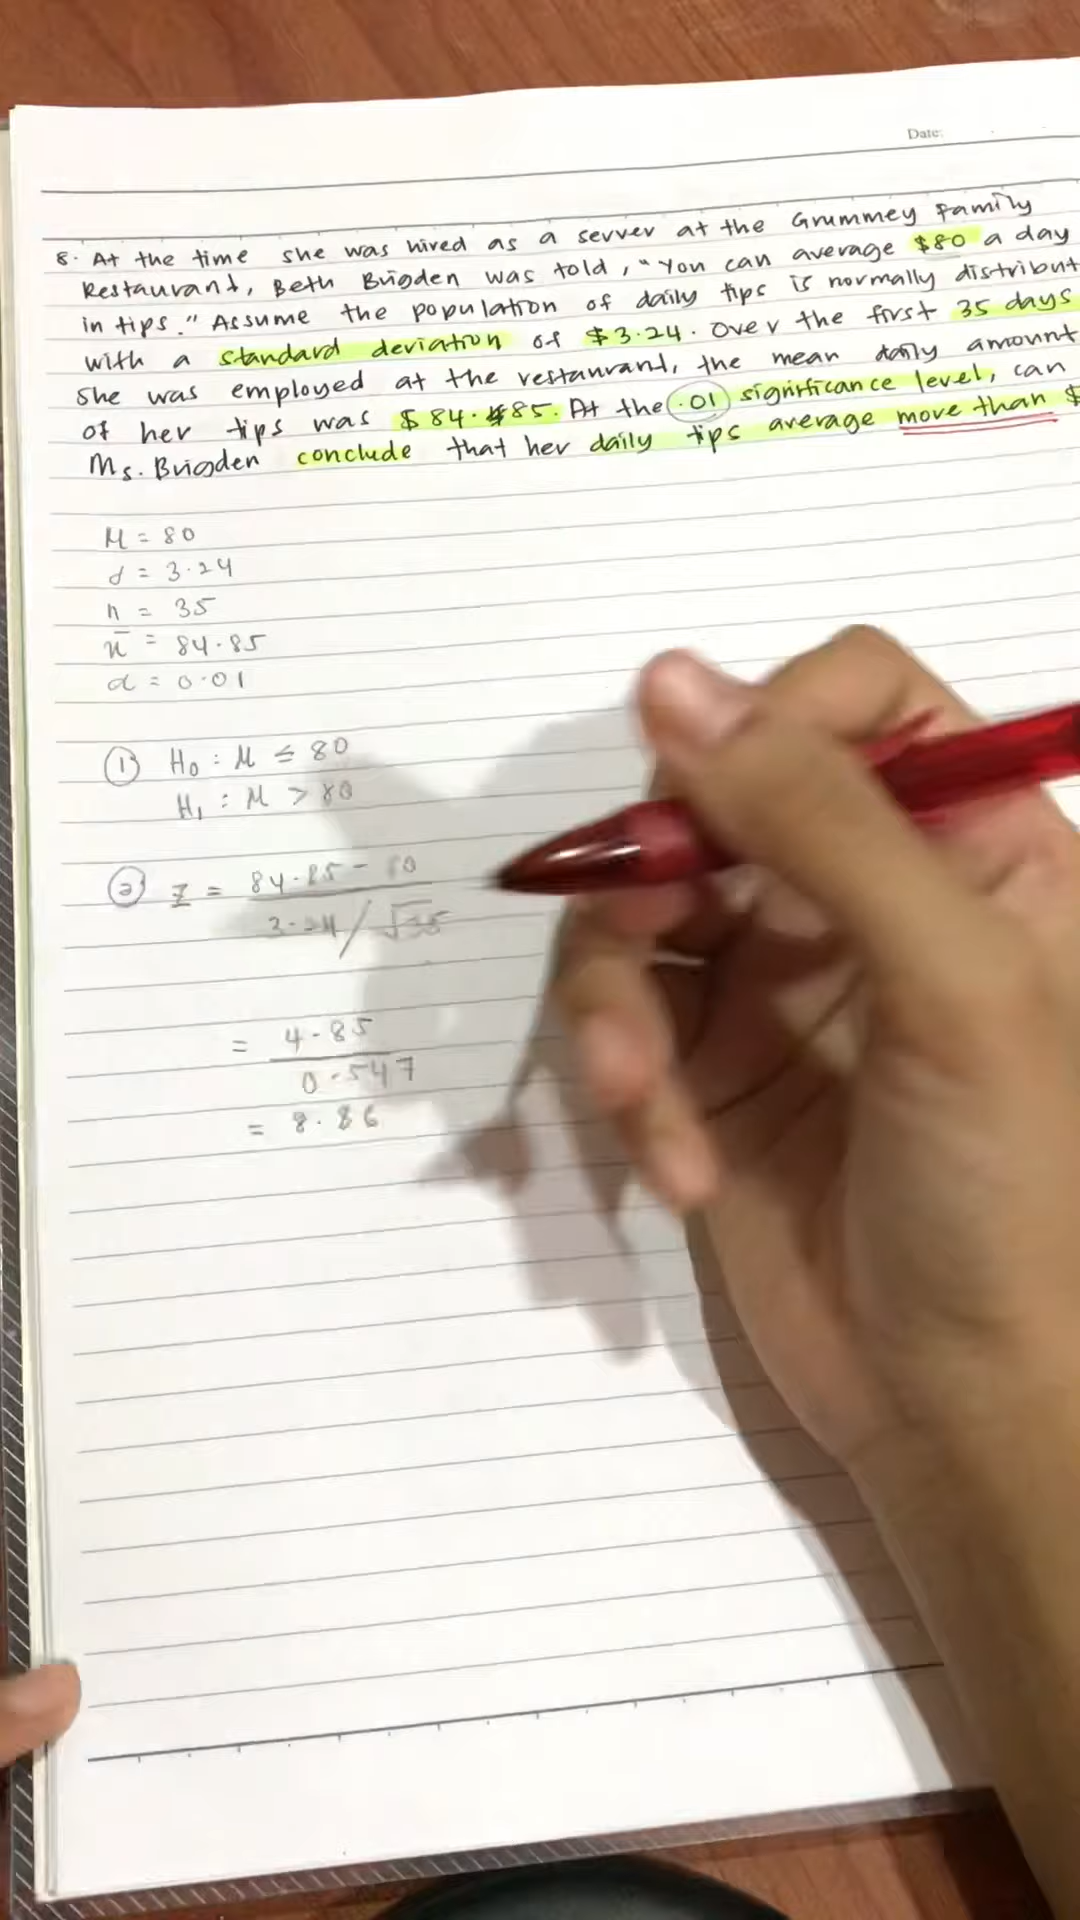 Date:
8. At the time she was hired as a server at the Grummey Family
Restaurant, Beth Brigden was told, "You can average $80 a day
in tips." Assume the population of daily tips is normally distribut
with a standard deviation of $3.24. Over the first 35 days
she was employed at the restaurant, the mean daily amount
of her tips was $84.85. At the .01 significance level, can
Ms. Brigden conclude that her daily tips average more than $
μ = 80
σ = 3.24
n = 35
x̄ = 84.85
α = 0.01
① H₀ : μ ≤ 80
H₁ : μ > 80
② Z = 84.85 - 80
3.24 / √35
= 4.85
0.547
= 8.86